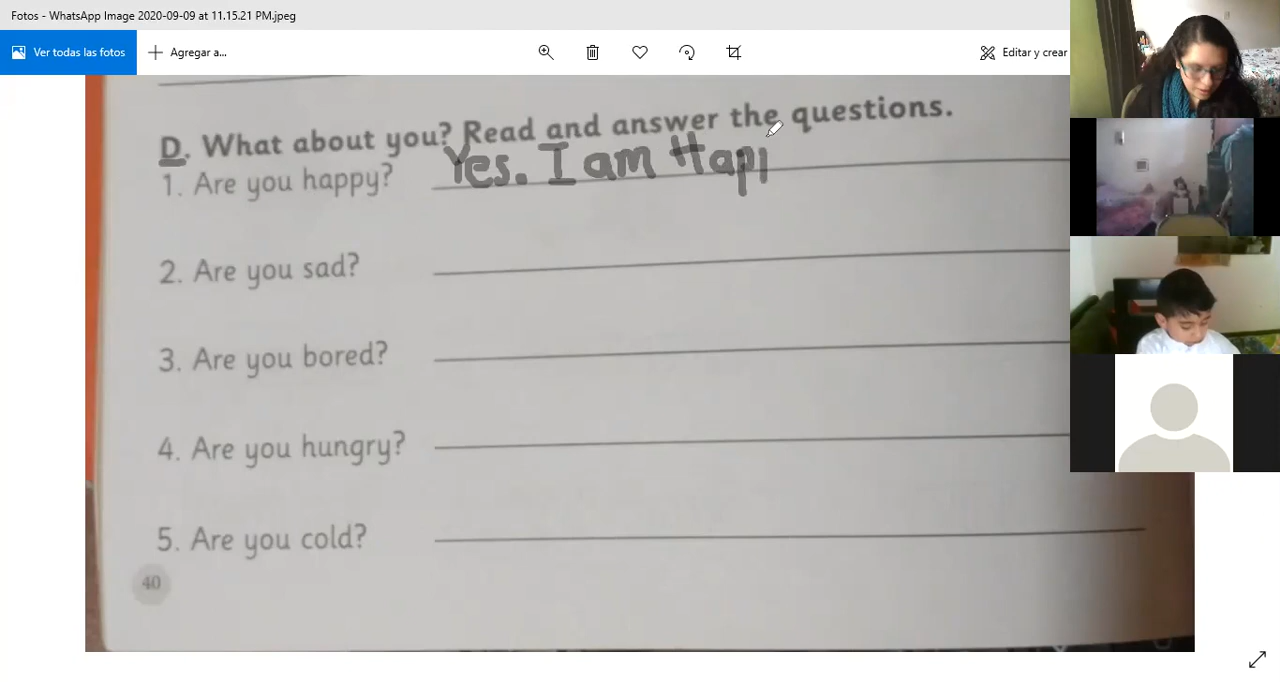 Fotos - WhatsApp Image 2020-09-09 at 11.15.21 PM.jpeg
Ver todas las fotos
Agregar a...
Editar y crear
D. What about you? Read and answer the questions.
1. Are you happy? Yes. I am Hap
2. Are you sad?
3. Are you bored?
4. Are you hungry?
5. Are you cold?
40